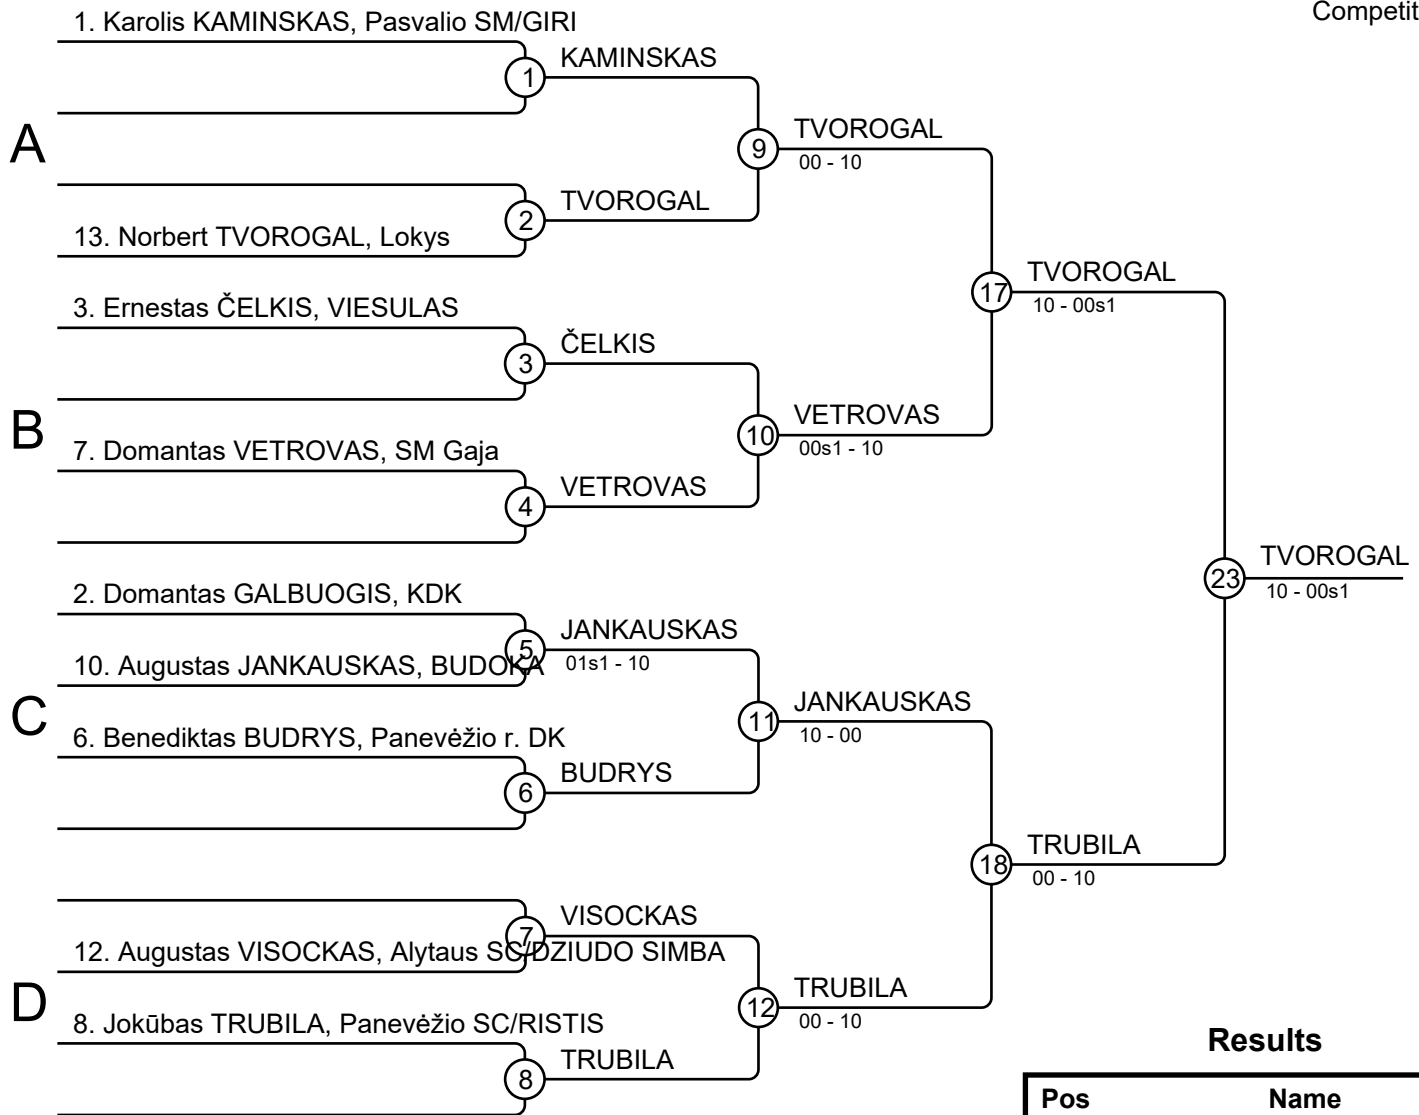 Competit
1. Karolis KAMINSKAS, Pasvalio SM/GIRI
1
KAMINSKAS
A
9
TVOROGAL
00 - 10
2
TVOROGAL
13. Norbert TVOROGAL, Lokys
17
TVOROGAL
10 - 00s1
3. Ernestas ČELKIS, VIESULAS
3
ČELKIS
B
10
VETROVAS
00s1 - 10
7. Domantas VETROVAS, SM Gaja
4
VETROVAS
23
TVOROGAL
10 - 00s1
2. Domantas GALBUOGIS, KDK
5
JANKAUSKAS
01s1 - 10
10. Augustas JANKAUSKAS, BUDOKA
C
11
JANKAUSKAS
10 - 00
6. Benediktas BUDRYS, Panevėžio r. DK
6
BUDRYS
18
TRUBILA
00 - 10
7
VISOCKAS
12. Augustas VISOCKAS, Alytaus SC/DZIUDO SIMBA
D
12
TRUBILA
00 - 10
8. Jokūbas TRUBILA, Panevėžio SC/RISTIS
8
TRUBILA
Results
Pos Name